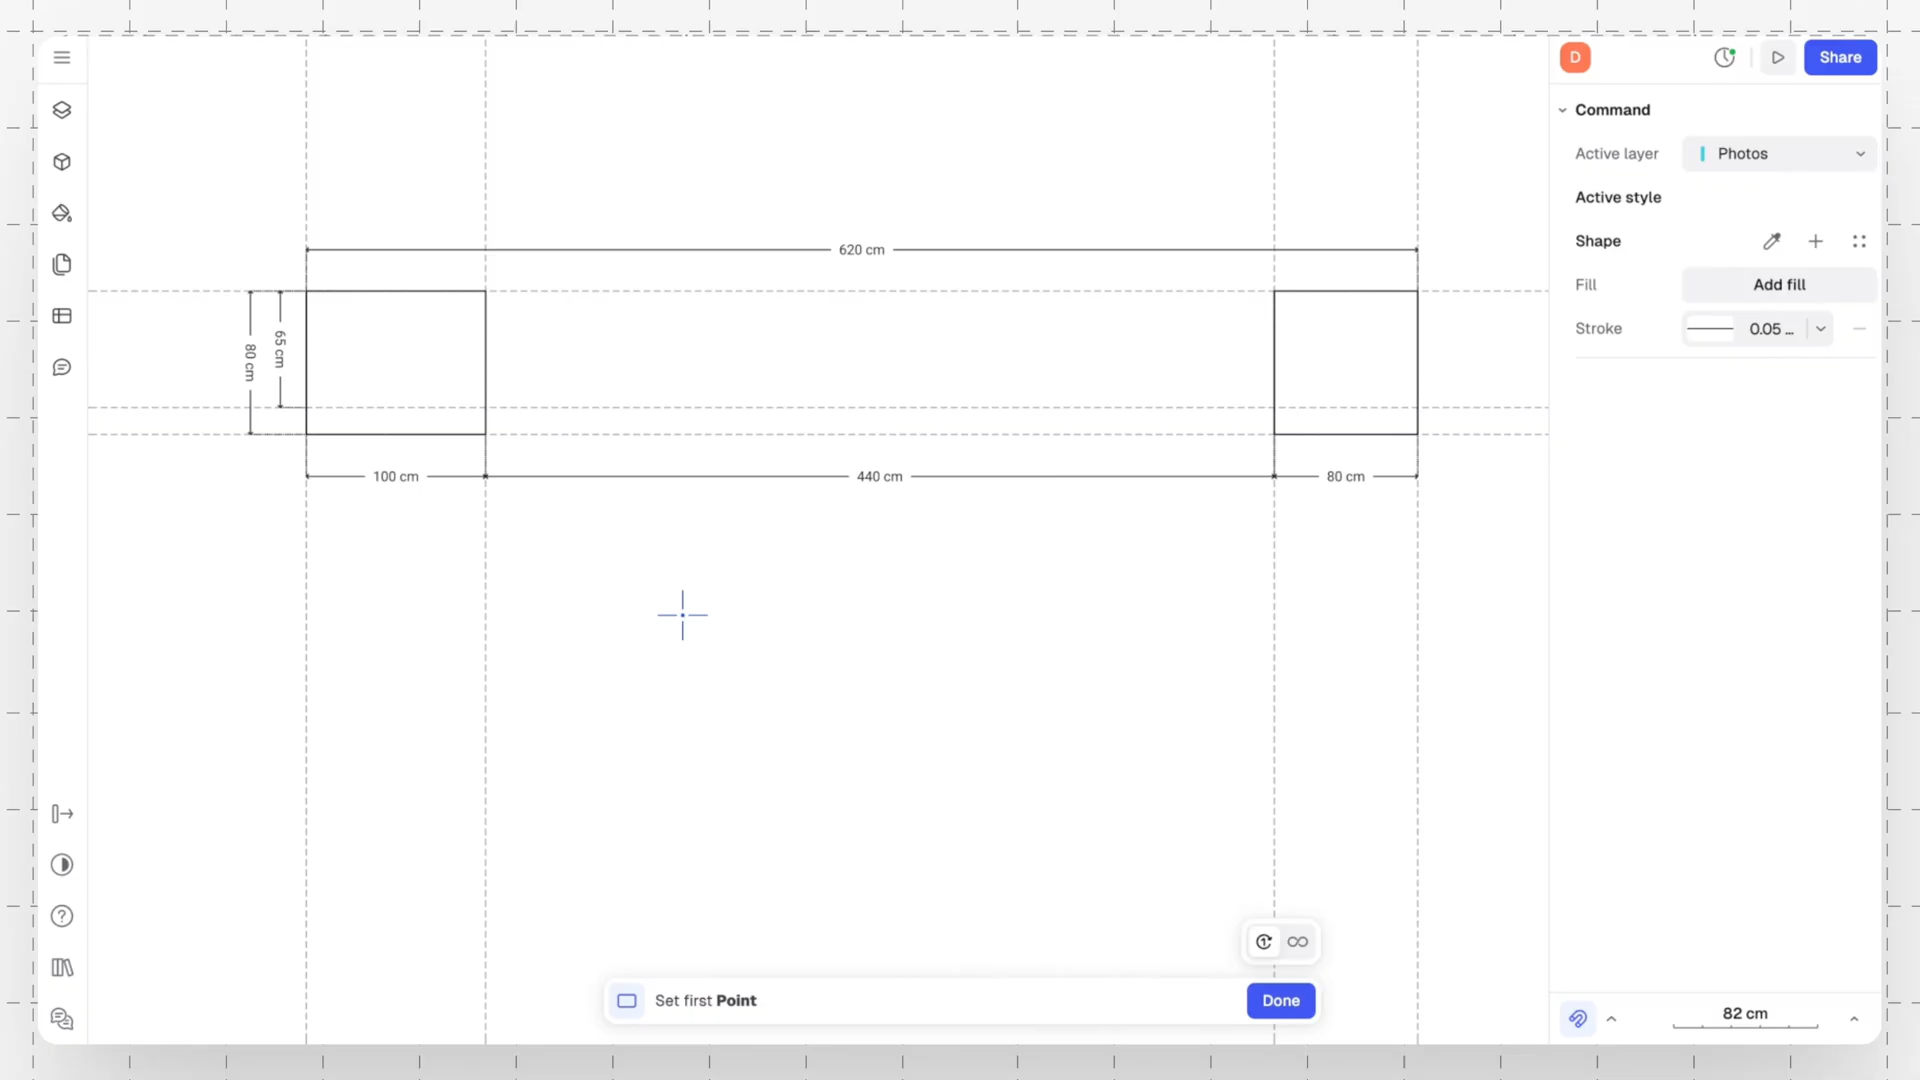 D
Share
Command
Active layer
Photos
Active style
Shape
Fill
Add fill
Stroke
0.05 ...
620 cm
80 cm
65 cm
100 cm
440 cm
80 cm
Set first Point
Done
82 cm